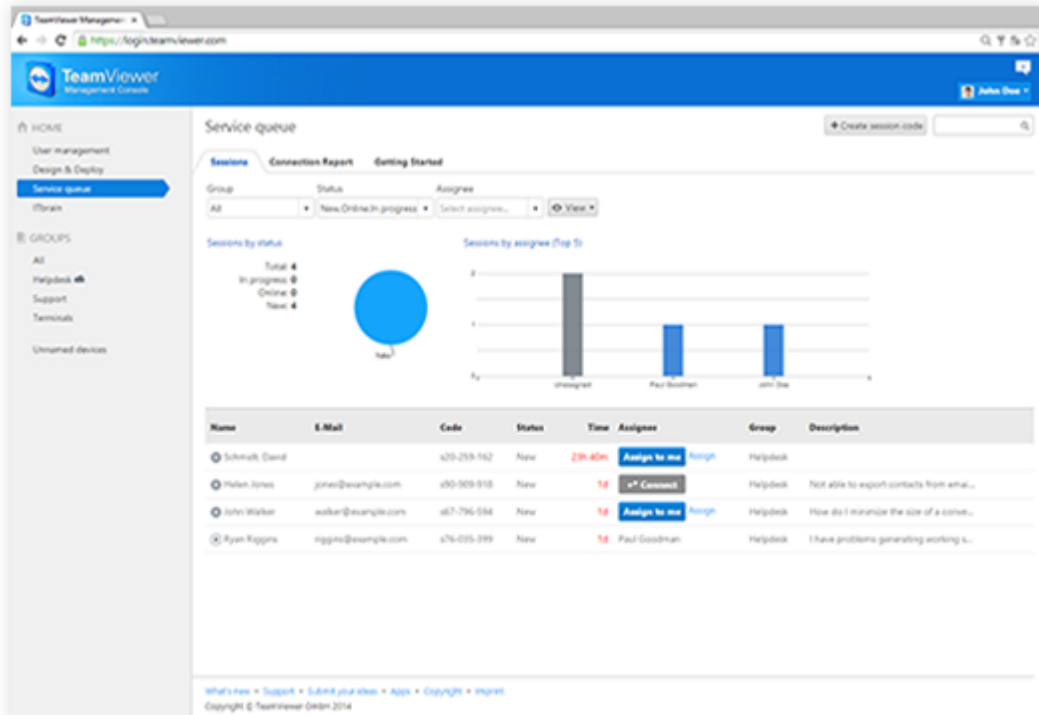 TeamViewer Management
https://login.teamviewer.com
TeamViewer
Management Console
John Doe
HOME
User management
Design & Deploy
Service queue
ITbrain
GROUPS
All
Helpdesk
Support
Terminals
Unnamed devices
Service queue
Create session code
Sessions Connection Report Getting Started
Group Status Assignee
All New,Online,In progress Select assignee... View
Sessions by status
Total: 4
In progress: 0
Online: 0
New: 4
New
Sessions by assignee (Top 5)
2
1
0
Unassigned Paul Goodman John Doe
Name E-Mail Code Status Time Assignee Group Description
Schmidt, David s20-259-162 New 23h 40m Assign to me Assign Helpdesk
Helen Jones jones@example.com s90-909-918 New 1d Connect Helpdesk Not able to export contacts from emai...
John Walker walker@example.com s67-796-594 New 1d Assign to me Assign Helpdesk How do I minimize the size of a conve...
Ryan Riggins riggins@example.com s76-035-399 New 1d Paul Goodman Helpdesk I have problems generating working s...
What's new • Support • Submit your ideas • Apps • Copyright • Imprint
Copyright © TeamViewer GmbH 2014